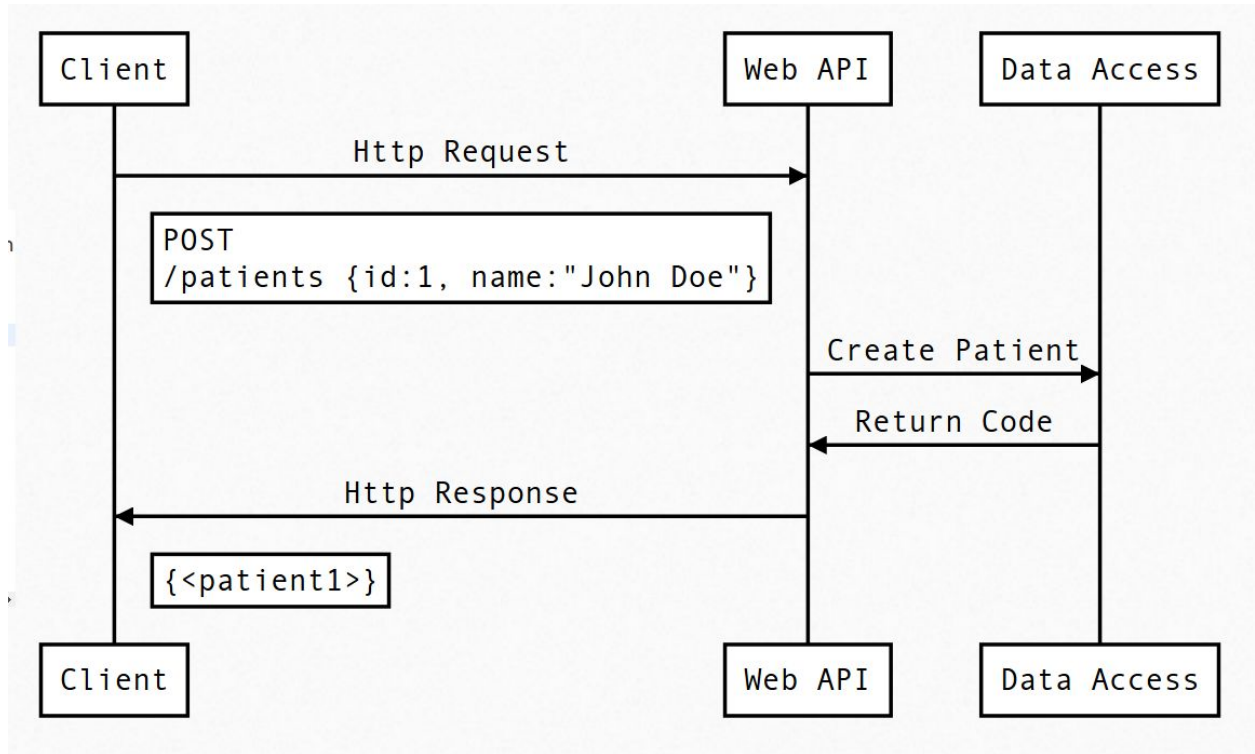 Client
Web API
Data Access
Http Request
POST
/patients {id:1, name:"John Doe"}
Create Patient
Return Code
Http Response
{<patient1>}
Client
Web API
Data Access